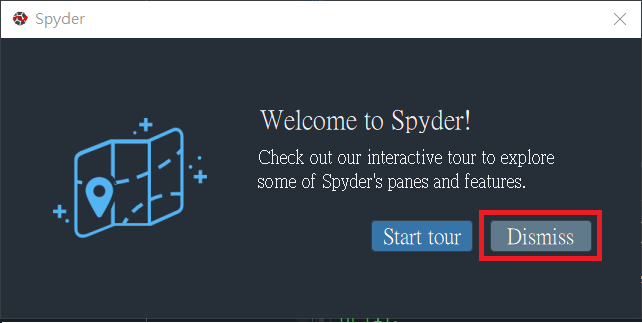 Spyder
Welcome to Spyder!
Check out our interactive tour to explore
some of Spyder's panes and features.
Start tour
Dismiss